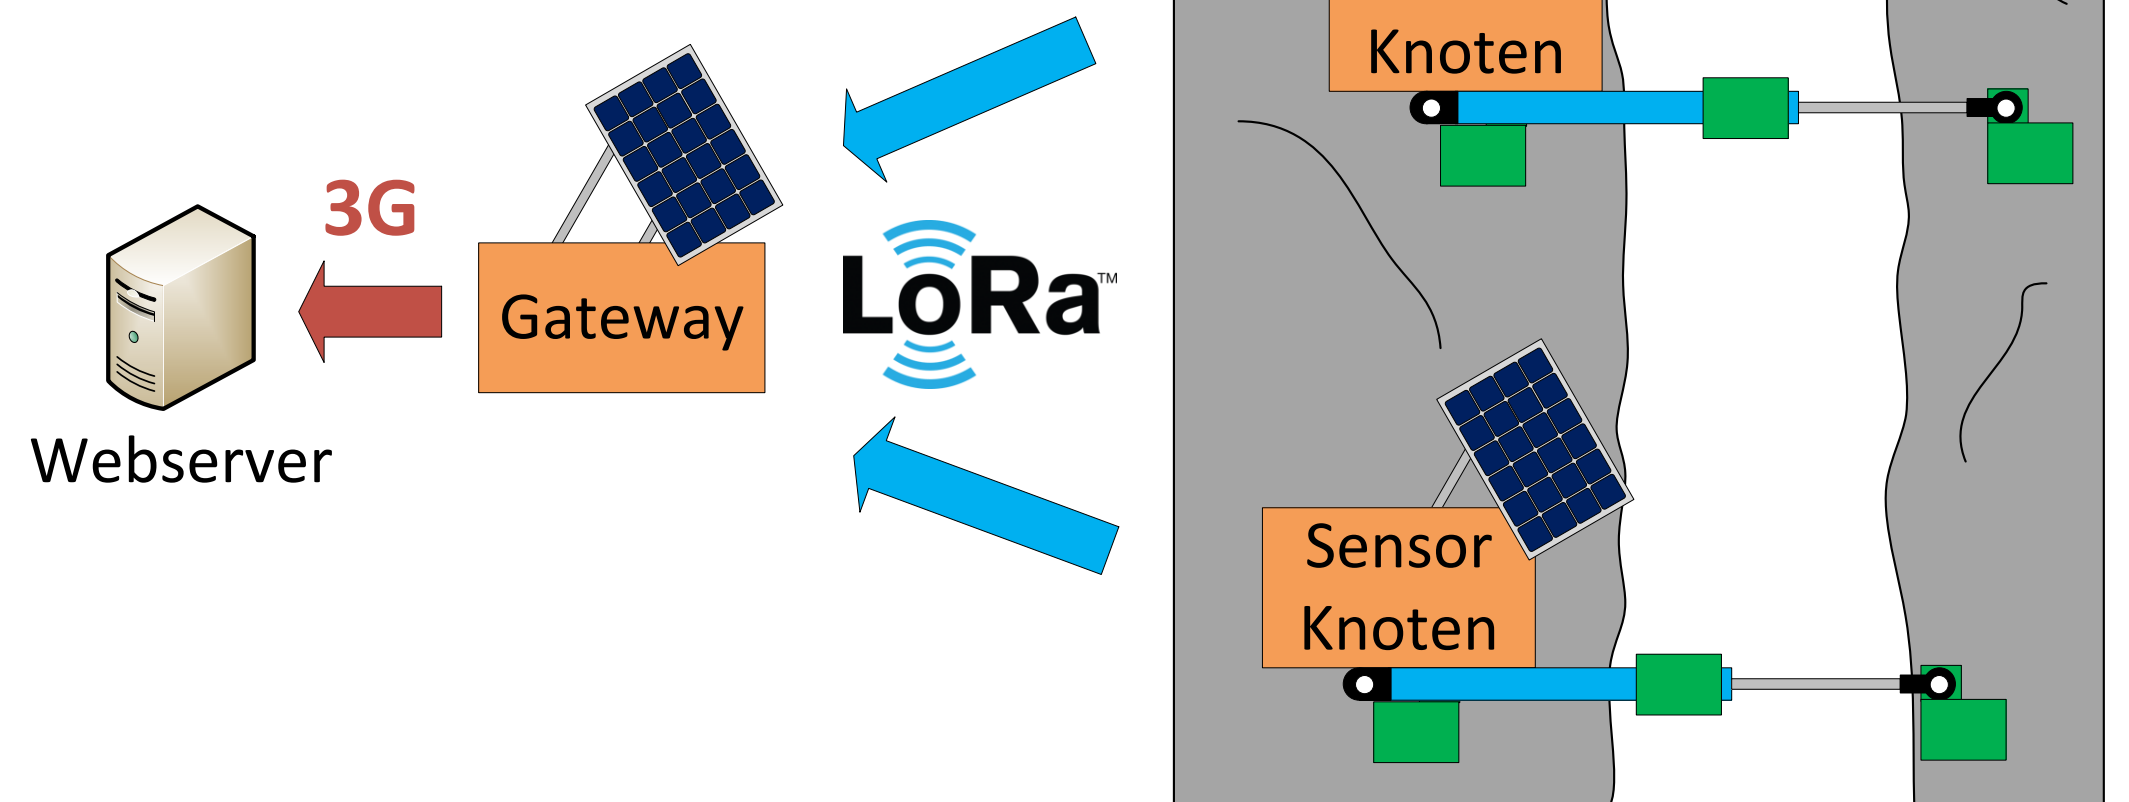 Knoten
3G
Gateway
LoRa™
Webserver
Sensor
Knoten